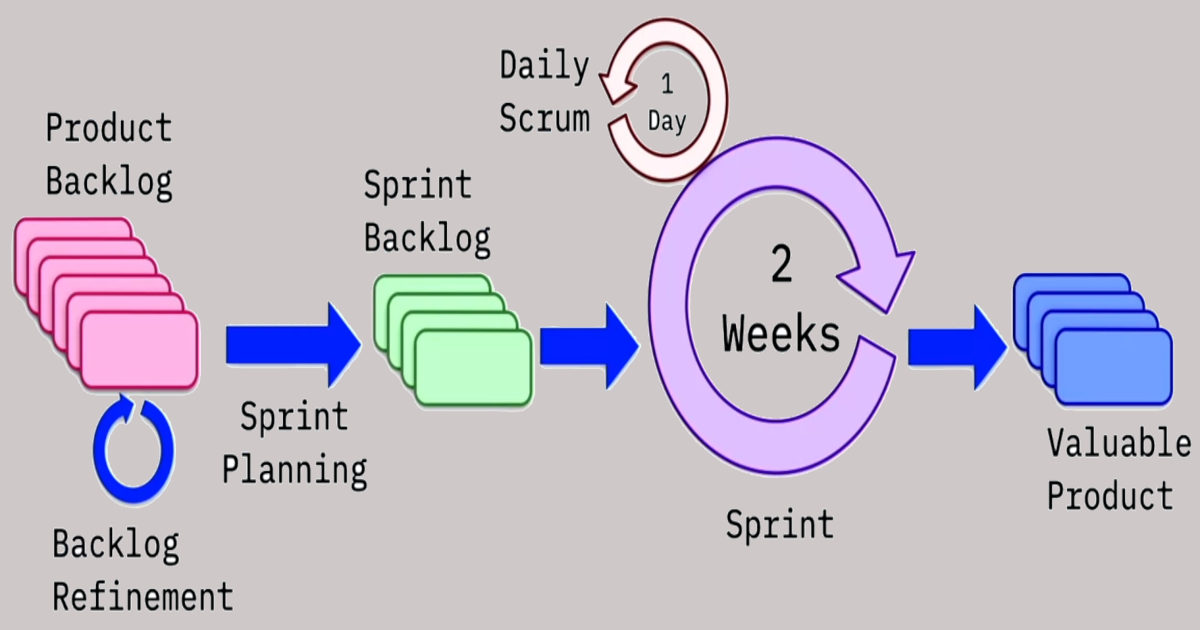 Product
Backlog
Backlog
Refinement
Sprint
Planning
Sprint
Backlog
Daily
Scrum
1
Day
2
Weeks
Sprint
Valuable
Product